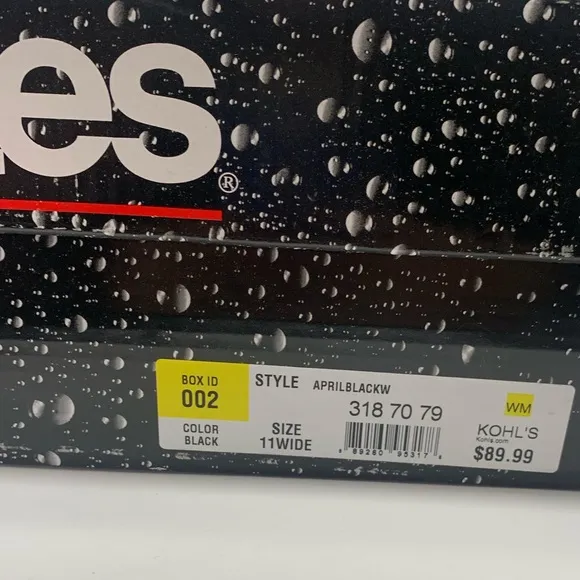 es®
BOX ID
002
STYLE APRILBLACKW
318 70 79
WM
COLOR
BLACK
SIZE
11WIDE
KOHL'S
Kohls.com
$89.99